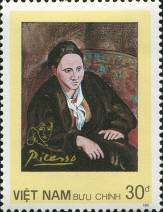 Picasso
VIỆT NAM BƯU CHÍNH 30đ